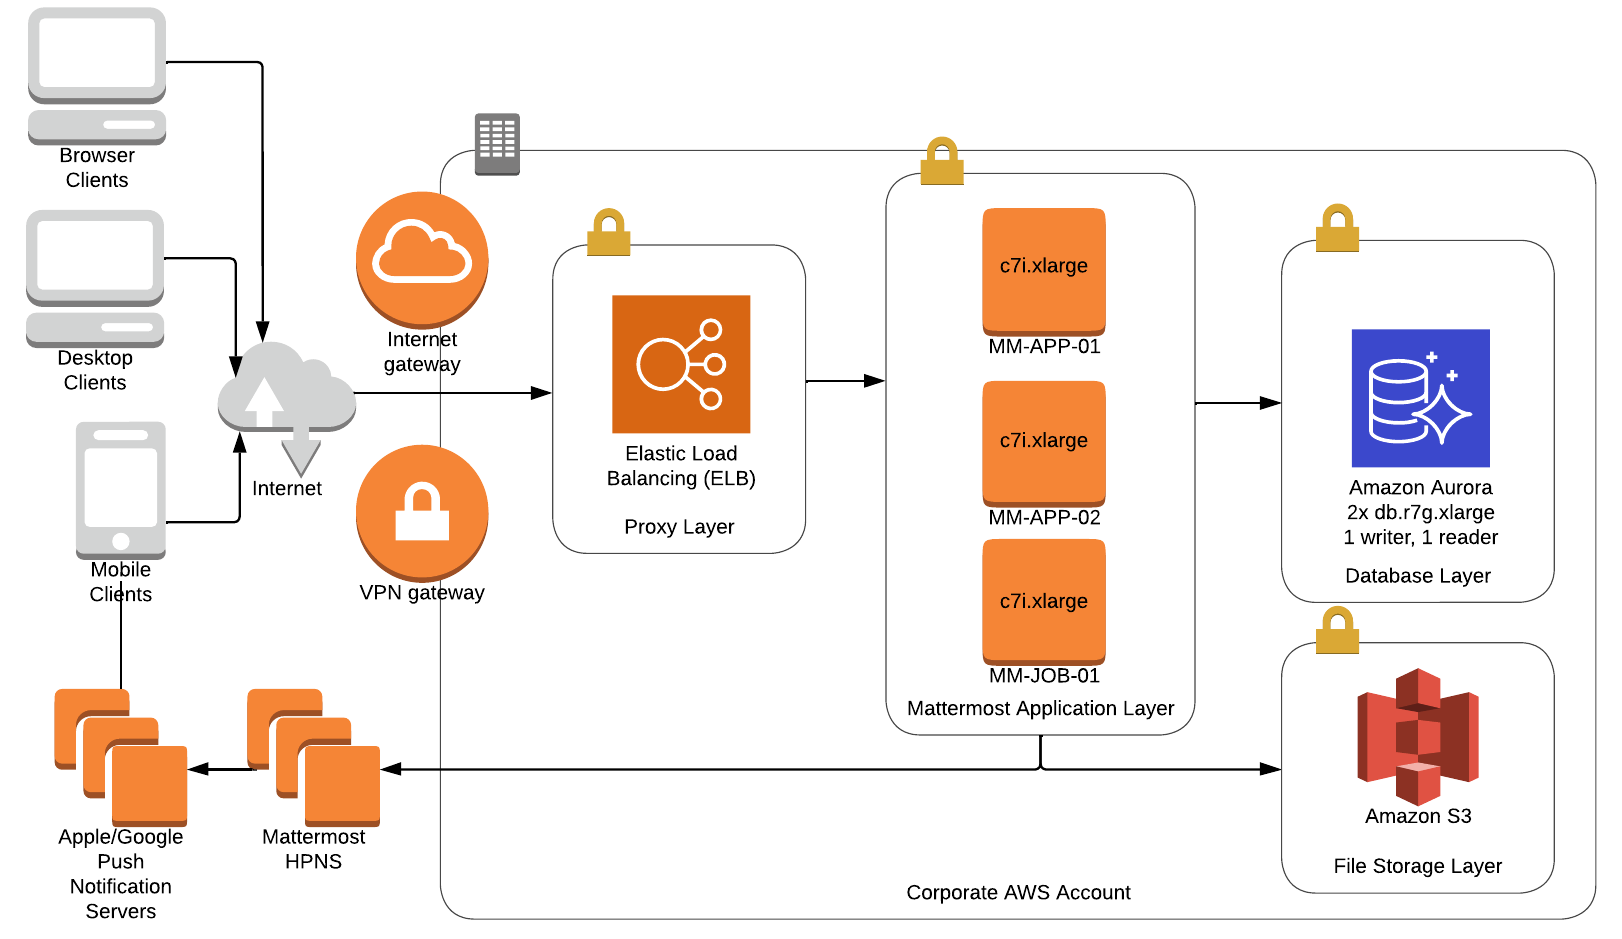 Browser
Clients
Desktop
Clients
Mobile
Clients
Internet
Internet
gateway
VPN gateway
Elastic Load
Balancing (ELB)
Proxy Layer
c7i.xlarge
MM-APP-01
c7i.xlarge
MM-APP-02
c7i.xlarge
MM-JOB-01
Mattermost Application Layer
Amazon Aurora
2x db.r7g.xlarge
1 writer, 1 reader
Database Layer
Amazon S3
File Storage Layer
Apple/Google
Push
Notification
Servers
Mattermost
HPNS
Corporate AWS Account